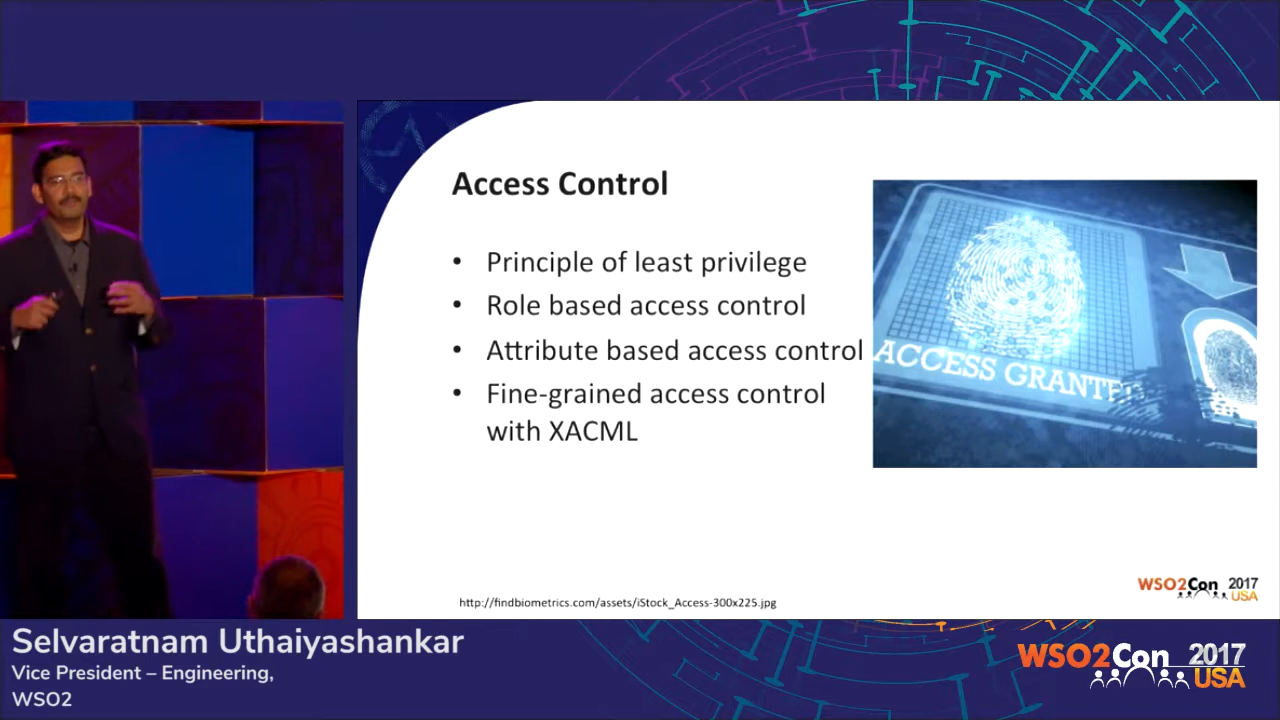 Access Control
• Principle of least privilege
• Role based access control
• Attribute based access control
• Fine-grained access control
with XACML
ACCESS GRANTED
http://findbiometrics.com/assets/iStock_Access-300x225.jpg
WSO2Con 2017
USA
Selvaratnam Uthaiyashankar
Vice President – Engineering,
WSO2
WSO2Con 2017
USA